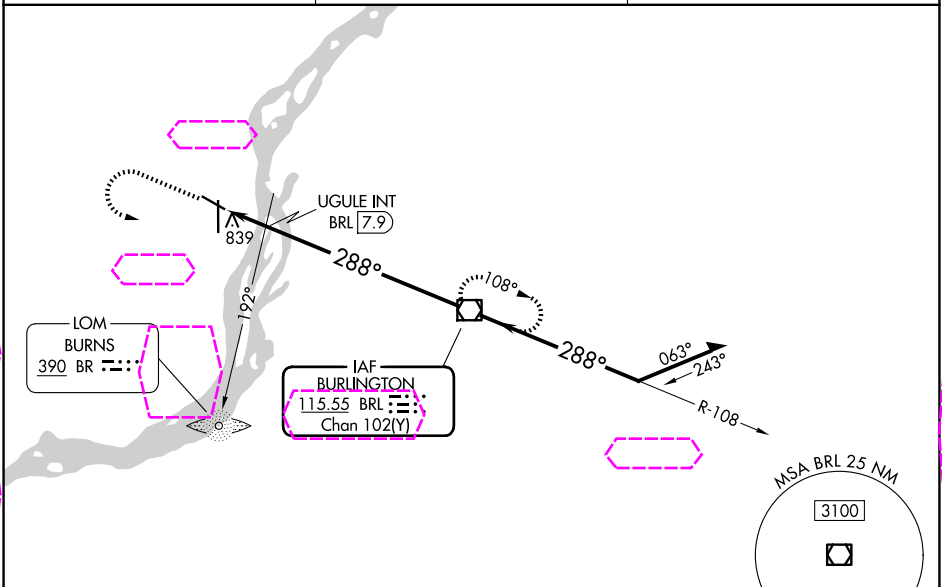 UGULE INT
BRL 7.9
839
288°
108°
192°
LOM
BURNS
390 BR
IAF
BURLINGTON
115.55 BRL
Chan 102(Y)
288°
063°
243°
R-108
MSA BRL 25 NM
3100